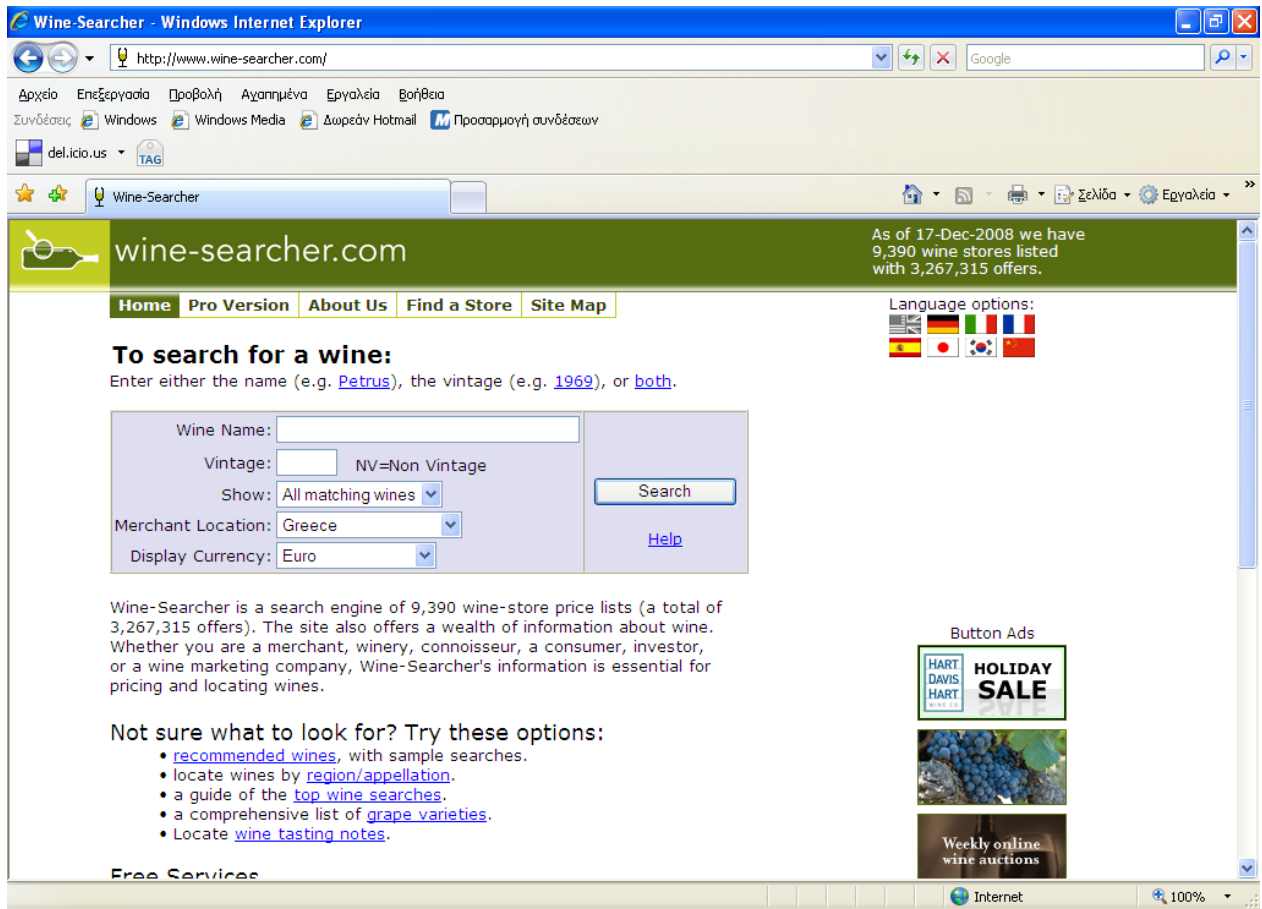 Wine-Searcher - Windows Internet Explorer
http://www.wine-searcher.com/
Google
Αρχείο Επεξεργασία Προβολή Αγαπημένα Εργαλεία Βοήθεια
Συνδέσεις Windows Windows Media Δωρεάν Hotmail Προσαρμογή συνδέσεων
del.icio.us TAG
Wine-Searcher
Σελίδα Εργαλεία
wine-searcher.com
As of 17-Dec-2008 we have
9,390 wine stores listed
with 3,267,315 offers.
Home Pro Version About Us Find a Store Site Map
Language options:
To search for a wine:
Enter either the name (e.g. Petrus), the vintage (e.g. 1969), or both.
Wine Name:
Vintage: NV=Non Vintage
Show: All matching wines
Search
Merchant Location: Greece
Help
Display Currency: Euro
Wine-Searcher is a search engine of 9,390 wine-store price lists (a total of
3,267,315 offers). The site also offers a wealth of information about wine.
Whether you are a merchant, winery, connoisseur, a consumer, investor,
or a wine marketing company, Wine-Searcher's information is essential for
pricing and locating wines.
Not sure what to look for? Try these options:
• recommended wines, with sample searches.
• locate wines by region/appellation.
• a guide of the top wine searches.
• a comprehensive list of grape varieties.
• Locate wine tasting notes.
Free Services
Button Ads
HART
DAVIS
HART
WINE CO.
HOLIDAY
SALE
Weekly online
wine auctions
Internet
100%